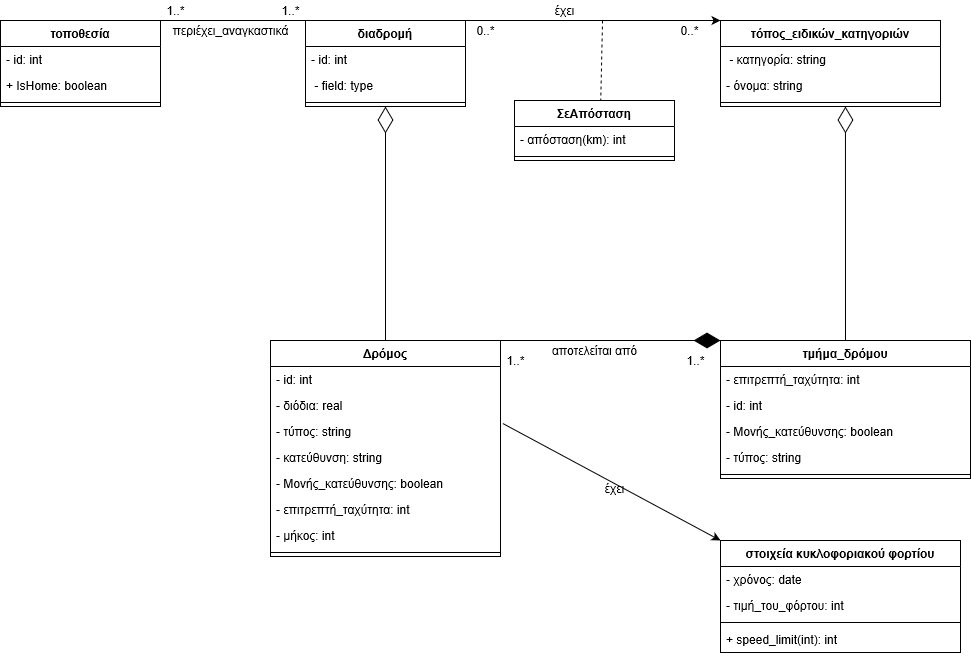 1..*
1..*
περιέχει_αναγκαστικά
έχει
0..*
0..*
τοποθεσία
- id: int
+ IsHome: boolean
διαδρομή
- id: int
- field: type
τόπος_ειδικών_κατηγοριών
- κατηγορία: string
- όνομα: string
ΣεΑπόσταση
- απόσταση(km): int
Δρόμος
- id: int
- διόδια: real
- τύπος: string
- κατεύθυνση: string
- Μονής_κατεύθυνσης: boolean
- επιτρεπτή_ταχύτητα: int
- μήκος: int
αποτελείται από
1..*
1..*
τμήμα_δρόμου
- επιτρεπτή_ταχύτητα: int
- id: int
- Μονής_κατεύθυνσης: boolean
- τύπος: string
έχει
στοιχεία κυκλοφοριακού φορτίου
- χρόνος: date
- τιμή_του_φόρτου: int
+ speed_limit(int): int